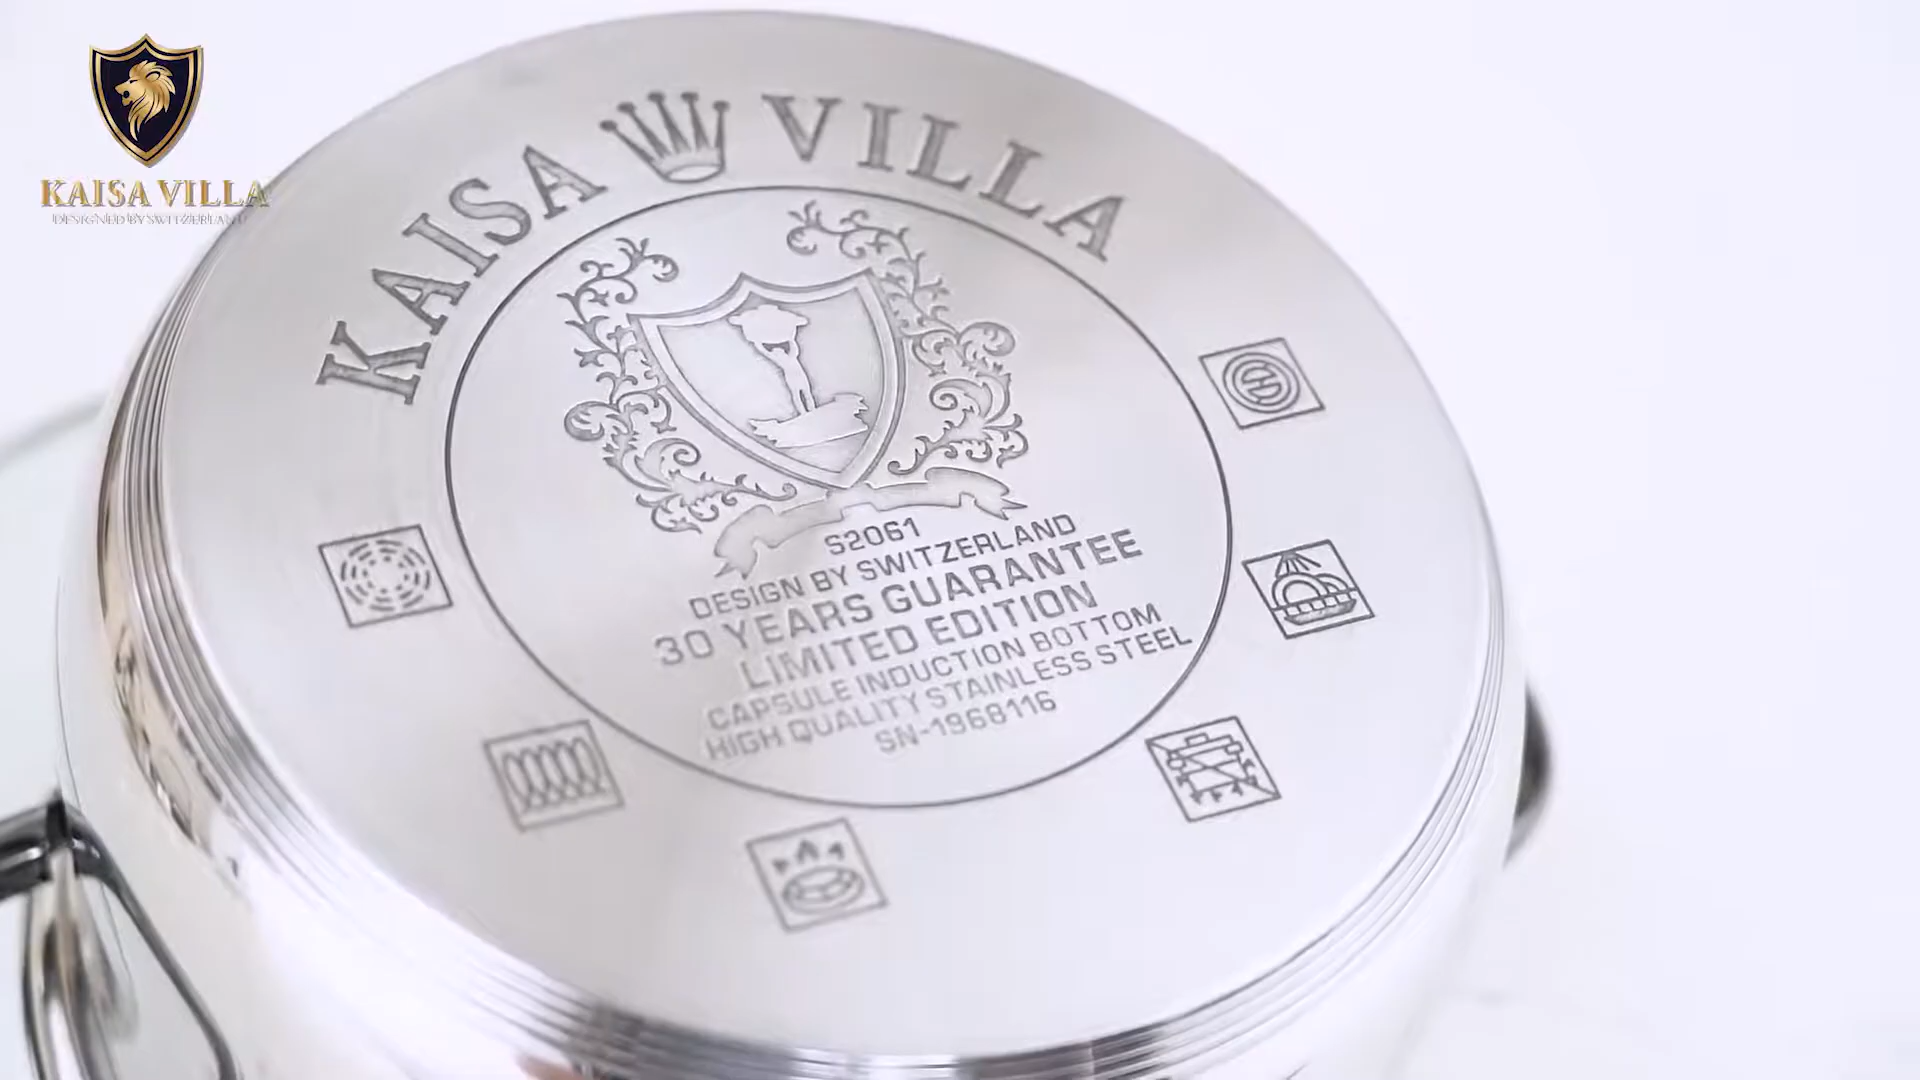 KAISA VILLA
DESIGNED BY SWITZERLAND
KAISA VILLA
S2061
DESIGN BY SWITZERLAND
30 YEARS GUARANTEE
LIMITED EDITION
CAPSULE INDUCTION BOTTOM
HIGH QUALITY STAINLESS STEEL
SN-1968116